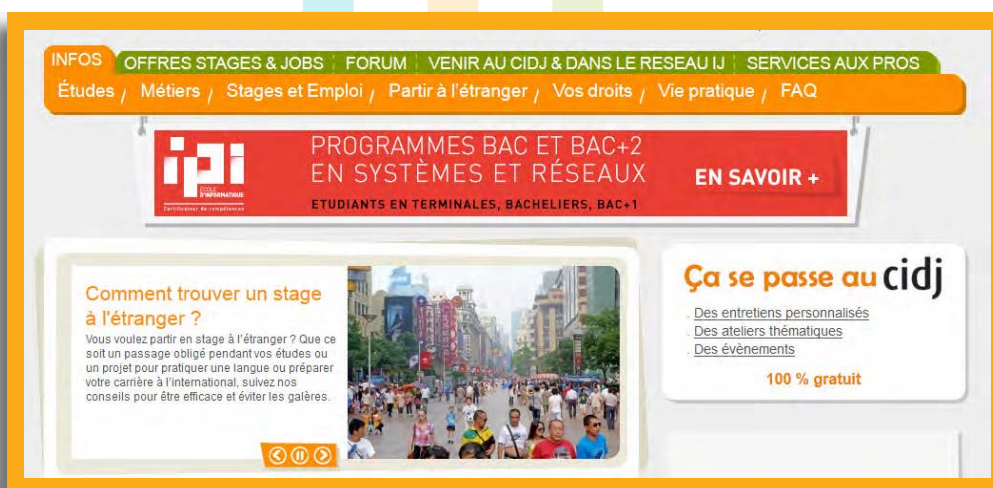 INFOS
OFFRES STAGES & JOBS
FORUM
VENIR AU CIDJ & DANS LE RESEAU IJ
SERVICES AUX PROS
Études / Métiers / Stages et Emploi / Partir à l'étranger / Vos droits / Vie pratique / FAQ
ipi
ECOLE
D'INFORMATIQUE
Certificateur de compétences
PROGRAMMES BAC ET BAC+2
EN SYSTÈMES ET RÉSEAUX
ETUDIANTS EN TERMINALES, BACHELIERS, BAC+1
EN SAVOIR +
Comment trouver un stage
à l'étranger ?
Vous voulez partir en stage à l'étranger ? Que ce
soit un passage obligé pendant vos études ou
un projet pour pratiquer une langue ou préparer
votre carrière à l'international, suivez nos
conseils pour être efficace et éviter les galères.
Ça se passe au cidj
. Des entretiens personnalisés
. Des ateliers thématiques
. Des évènements
100 % gratuit